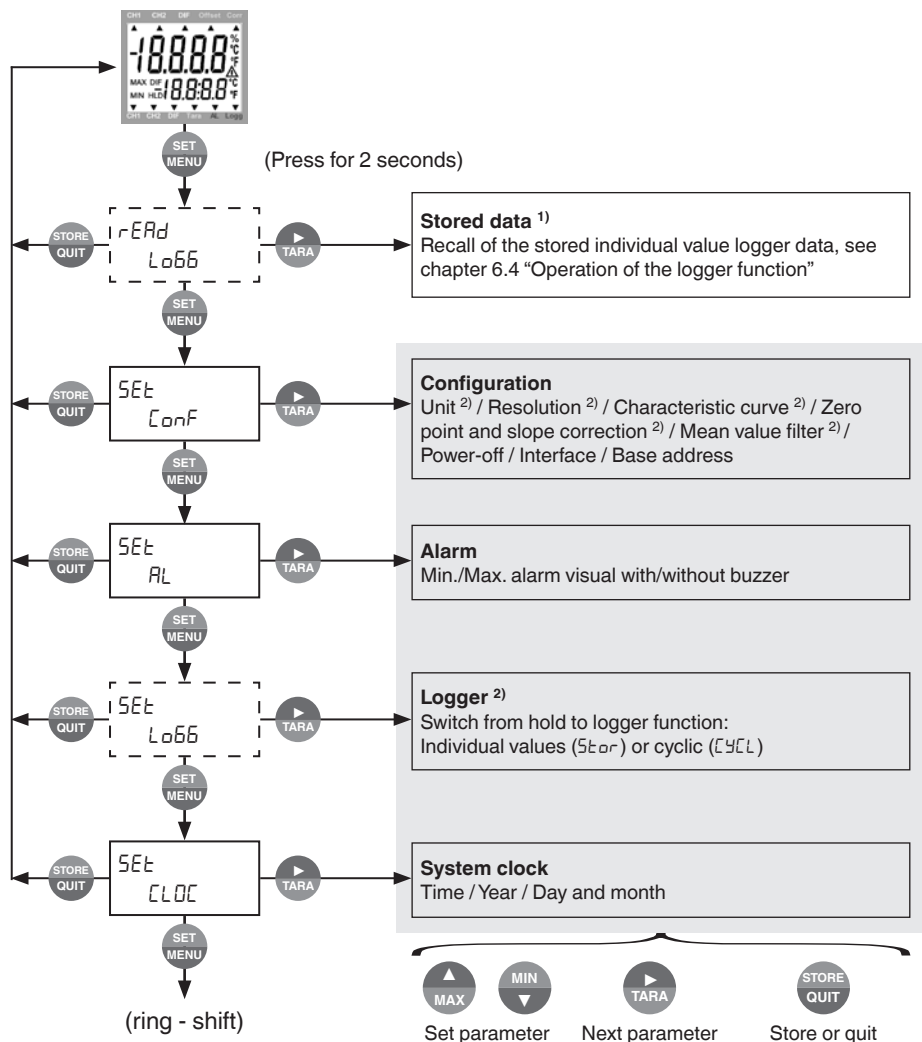 CH1 CH2 DIF Offset Corr
-18.8.8.8 % °C °F
MAX DIF
MIN HLD -18.8:8.8 °C °F
CH1 CH2 DIF Tara AL Logg
SET
MENU
(Press for 2 seconds)
STORE
QUIT
rEAd
LoGG
TARA
Stored data 1)
Recall of the stored individual value logger data, see
chapter 6.4 “Operation of the logger function”
SET
MENU
STORE
QUIT
SEt
ConF
TARA
Configuration
Unit 2) / Resolution 2) / Characteristic curve 2) / Zero
point and slope correction 2) / Mean value filter 2) /
Power-off / Interface / Base address
SET
MENU
STORE
QUIT
SEt
AL
TARA
Alarm
Min./Max. alarm visual with/without buzzer
SET
MENU
STORE
QUIT
SEt
LoGG
TARA
Logger 2)
Switch from hold to logger function:
Individual values (Stor) or cyclic (CYCL)
SET
MENU
STORE
QUIT
SEt
CLOC
TARA
System clock
Time / Year / Day and month
SET
MENU
(ring - shift)
MAX
MIN
Set parameter
TARA
Next parameter
STORE
QUIT
Store or quit